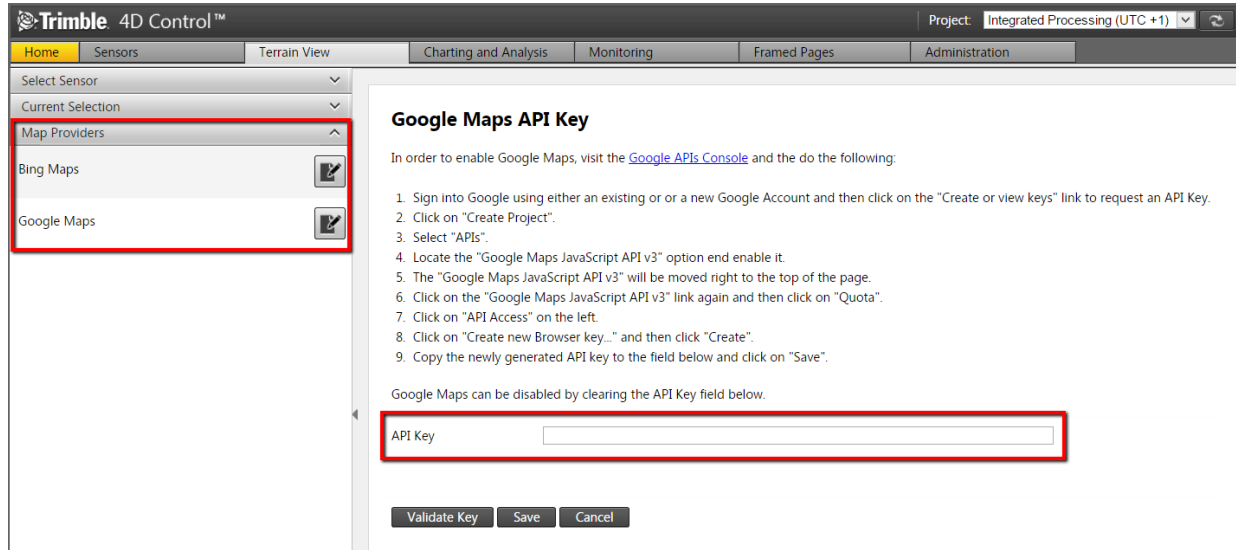 Trimble. 4D Control™
Project: Integrated Processing (UTC +1)
Home Sensors Terrain View Charting and Analysis Monitoring Framed Pages Administration
Select Sensor
Current Selection
Map Providers
Bing Maps
Google Maps
Google Maps API Key
In order to enable Google Maps, visit the Google APIs Console and the do the following:
1. Sign into Google using either an existing or or a new Google Account and then click on the "Create or view keys" link to request an API Key.
2. Click on "Create Project".
3. Select "APIs".
4. Locate the "Google Maps JavaScript API v3" option end enable it.
5. The "Google Maps JavaScript API v3" will be moved right to the top of the page.
6. Click on the "Google Maps JavaScript API v3" link again and then click on "Quota".
7. Click on "API Access" on the left.
8. Click on "Create new Browser key..." and then click "Create".
9. Copy the newly generated API key to the field below and click on "Save".
Google Maps can be disabled by clearing the API Key field below.
API Key
Validate Key Save Cancel